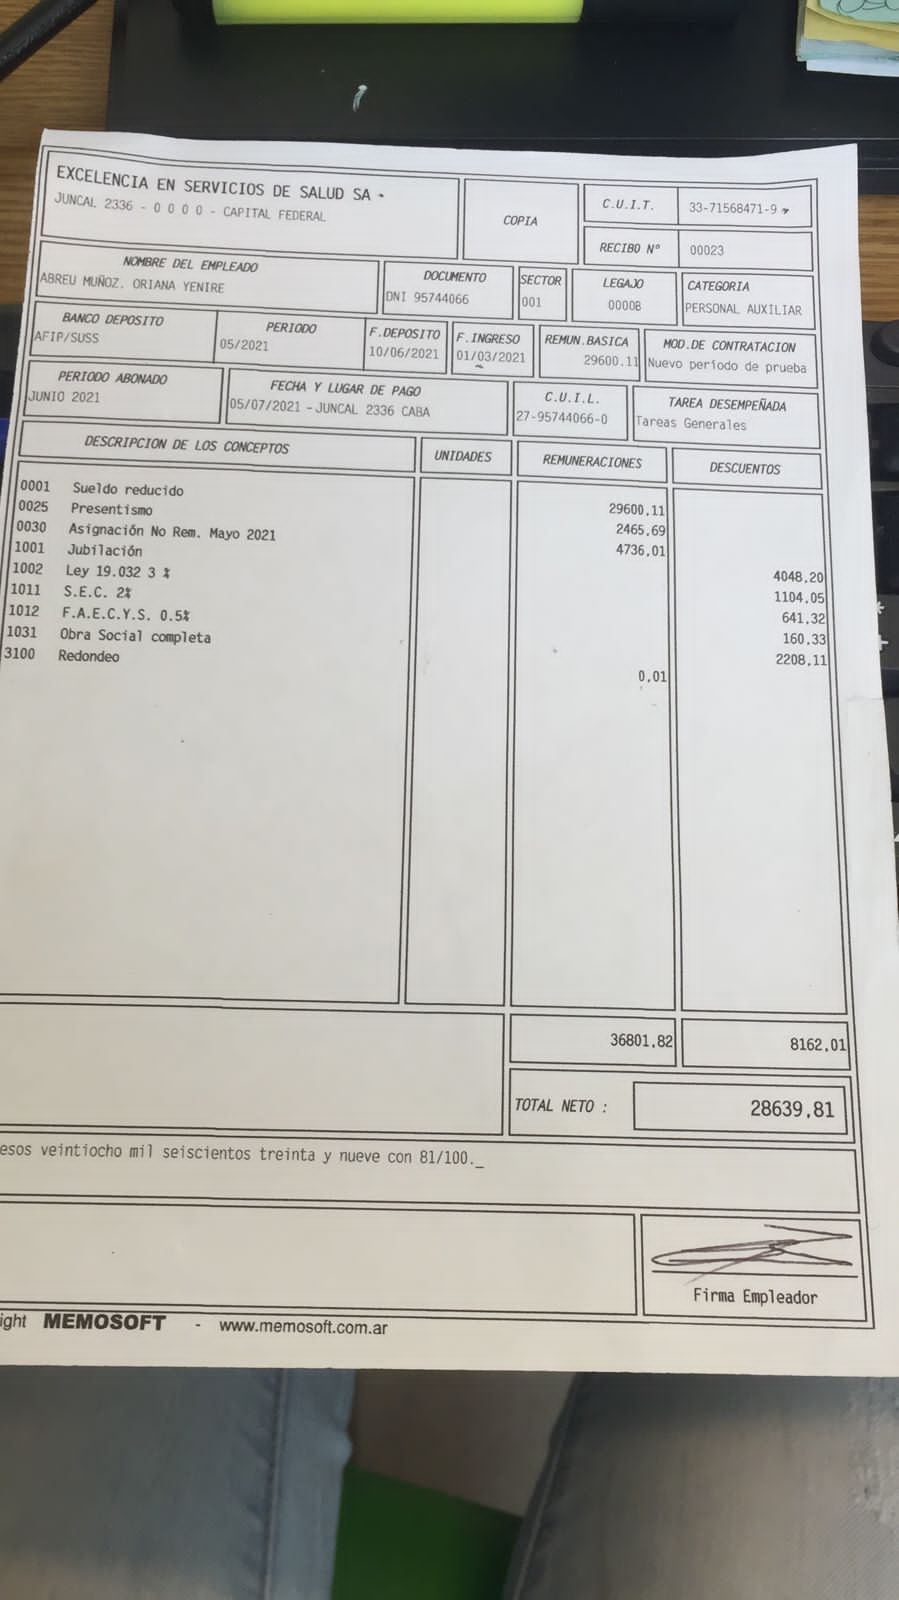 EXCELENCIA EN SERVICIOS DE SALUD SA -
JUNCAL 2336 - 0 0 0 0 - CAPITAL FEDERAL
COPIA
C.U.I.T. 33-71568471-9
RECIBO Nº 00023
NOMBRE DEL EMPLEADO
ABREU MUÑOZ. ORIANA YENIRE
DOCUMENTO
DNI 95744066
SECTOR
001
LEGAJO
00008
CATEGORIA
PERSONAL AUXILIAR
BANCO DEPOSITO
AFIP/SUSS
PERIODO
05/2021
F.DEPOSITO
10/06/2021
F.INGRESO
01/03/2021
REMUN.BASICA
29600.11
MOD.DE CONTRATACION
Nuevo período de prueba
PERIODO ABONADO
JUNIO 2021
FECHA Y LUGAR DE PAGO
05/07/2021 - JUNCAL 2336 CABA
C.U.I.L.
27-95744066-0
TAREA DESEMPEÑADA
Tareas Generales
DESCRIPCION DE LOS CONCEPTOS UNIDADES REMUNERACIONES DESCUENTOS
0001 Sueldo reducido 29600,11
0025 Presentismo 2465,69
0030 Asignación No Rem. Mayo 2021 4736,01
1001 Jubilación 4048,20
1002 Ley 19.032 3 % 1104,05
1011 S.E.C. 2% 641,32
1012 F.A.E.C.Y.S. 0.5% 160,33
1031 Obra Social completa 2208,11
3100 Redondeo 0,01
36801,82 8162,01
TOTAL NETO : 28639,81
esos veintiocho mil seiscientos treinta y nueve con 81/100._
Firma Empleador
ight MEMOSOFT - www.memosoft.com.ar